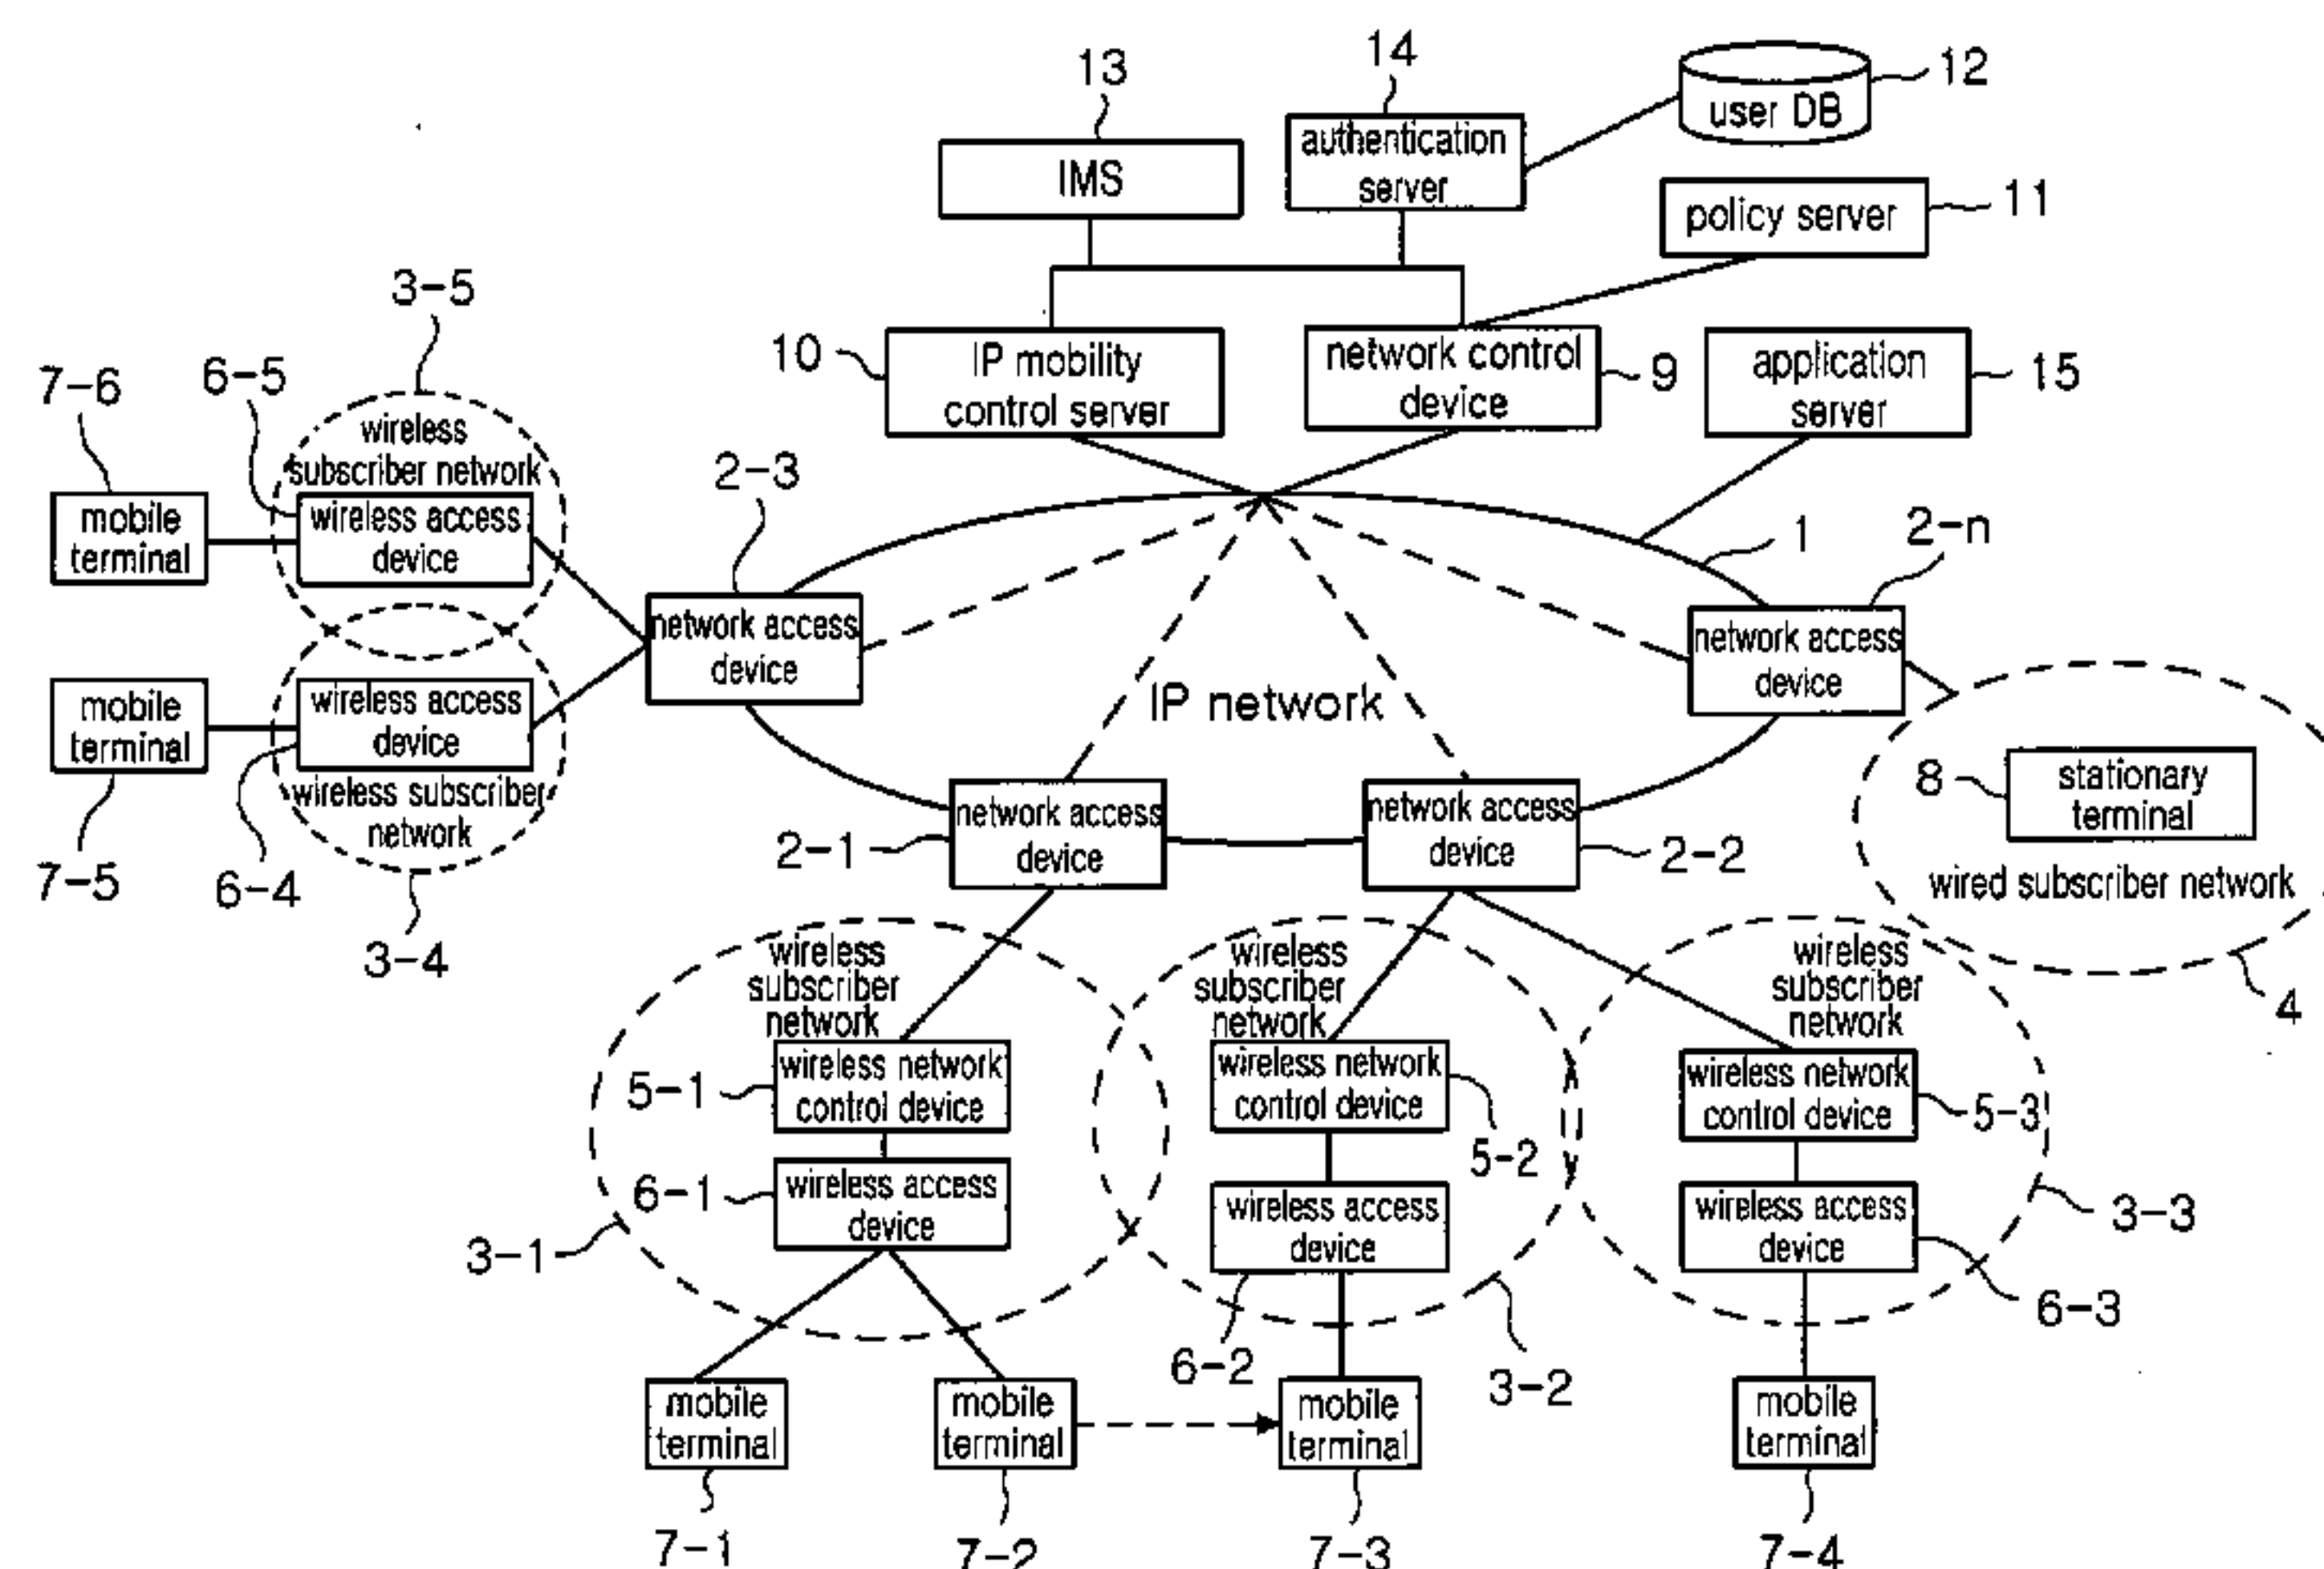 13
14
12
user DB
IMS
authentication
server
policy server
11
3-5
10
IP mobility
control server
network control
device
9
application
server
15
7-6
6-5
wireless
subscriber network
2-3
mobile
terminal
wireless access
device
1
2-n
network access
device
network access
device
mobile
terminal
wireless access
device
IP network
wireless subscriber
network
7-5
6-4
3-4
8
stationary
terminal
wired subscriber network
4
2-1
network access
device
network access
device
2-2
wireless
subscriber
network
wireless
subscriber
network
wireless
subscriber
network
5-1
wireless network
control device
wireless network
control device
5-2
wireless network
control device
5-3
6-1
wireless access
device
wireless access
device
wireless access
device
3-1
3-3
6-2
3-2
6-3
mobile
terminal
mobile
terminal
mobile
terminal
mobile
terminal
7-1
7-2
7-3
7-4